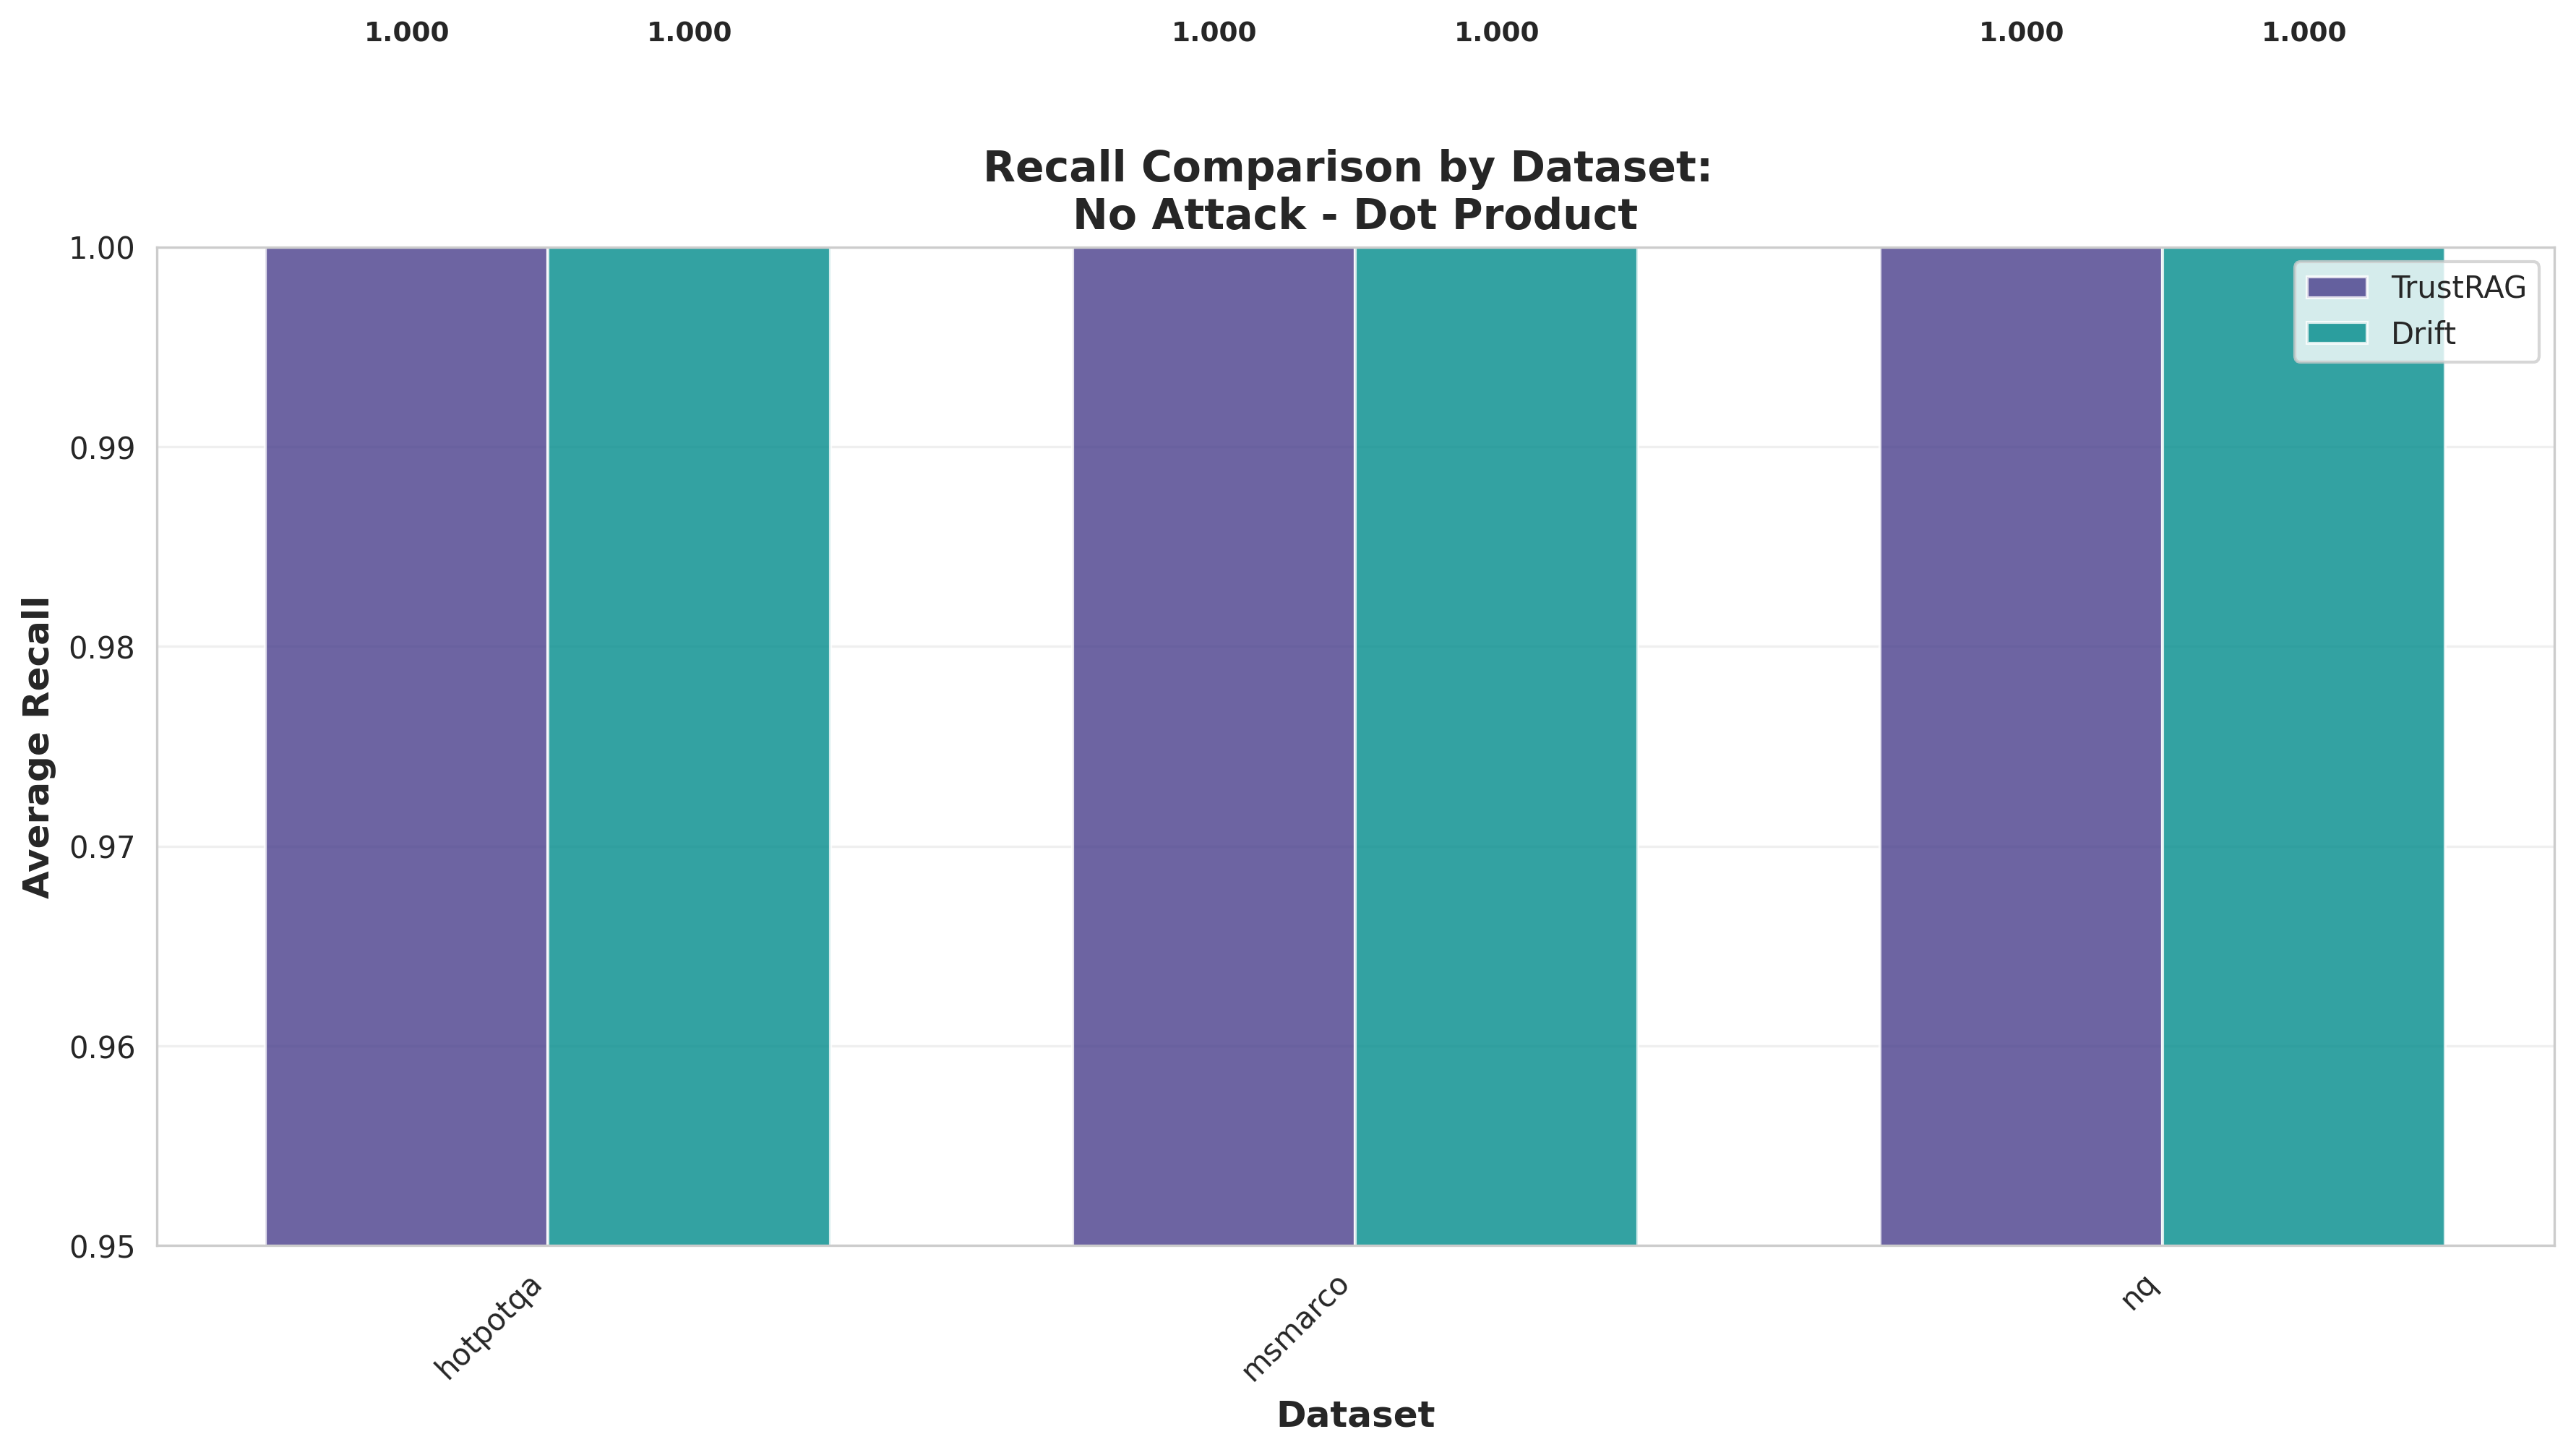 1.000 1.000 1.000 1.000 1.000 1.000
Recall Comparison by Dataset:
No Attack - Dot Product
1.00
0.99
0.98
0.97
0.96
0.95
Average Recall
TrustRAG
Drift
hotpotqa
msmarco
nq
Dataset